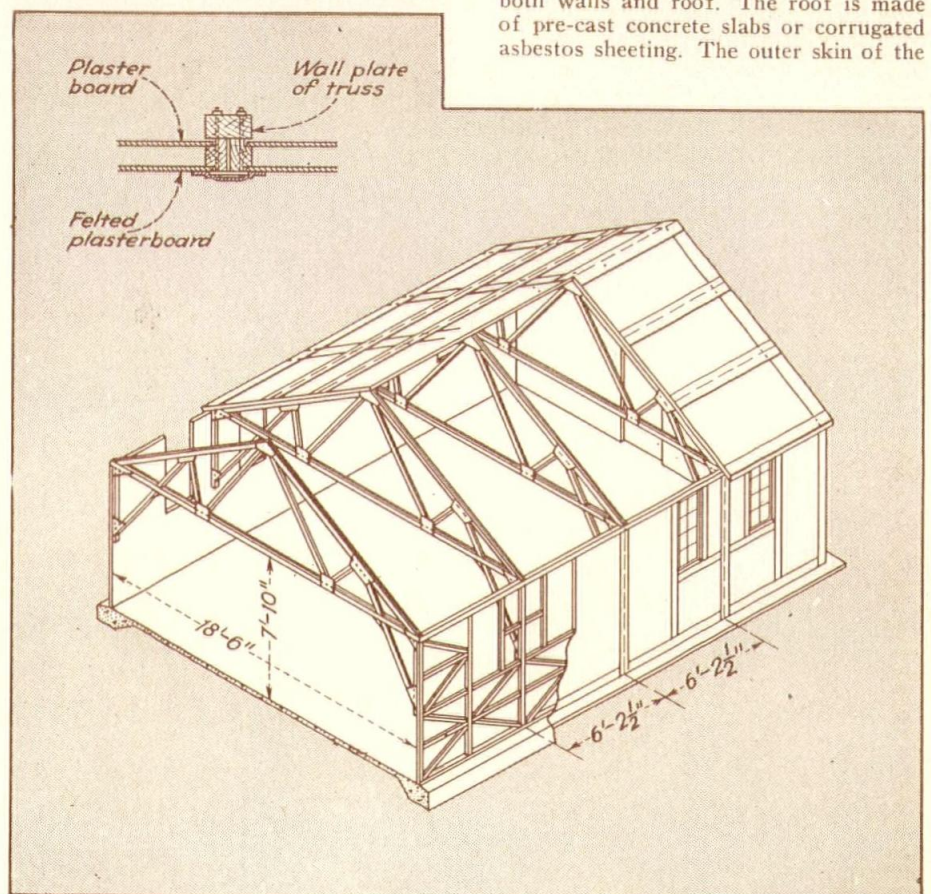 both walls and roof. The roof is made
of pre-cast concrete slabs or corrugated
asbestos sheeting. The outer skin of the
Plaster
board
Wall plate
of truss
Felted
plasterboard
18'-6"
7'-10"
6'-2½"
6'-2½"